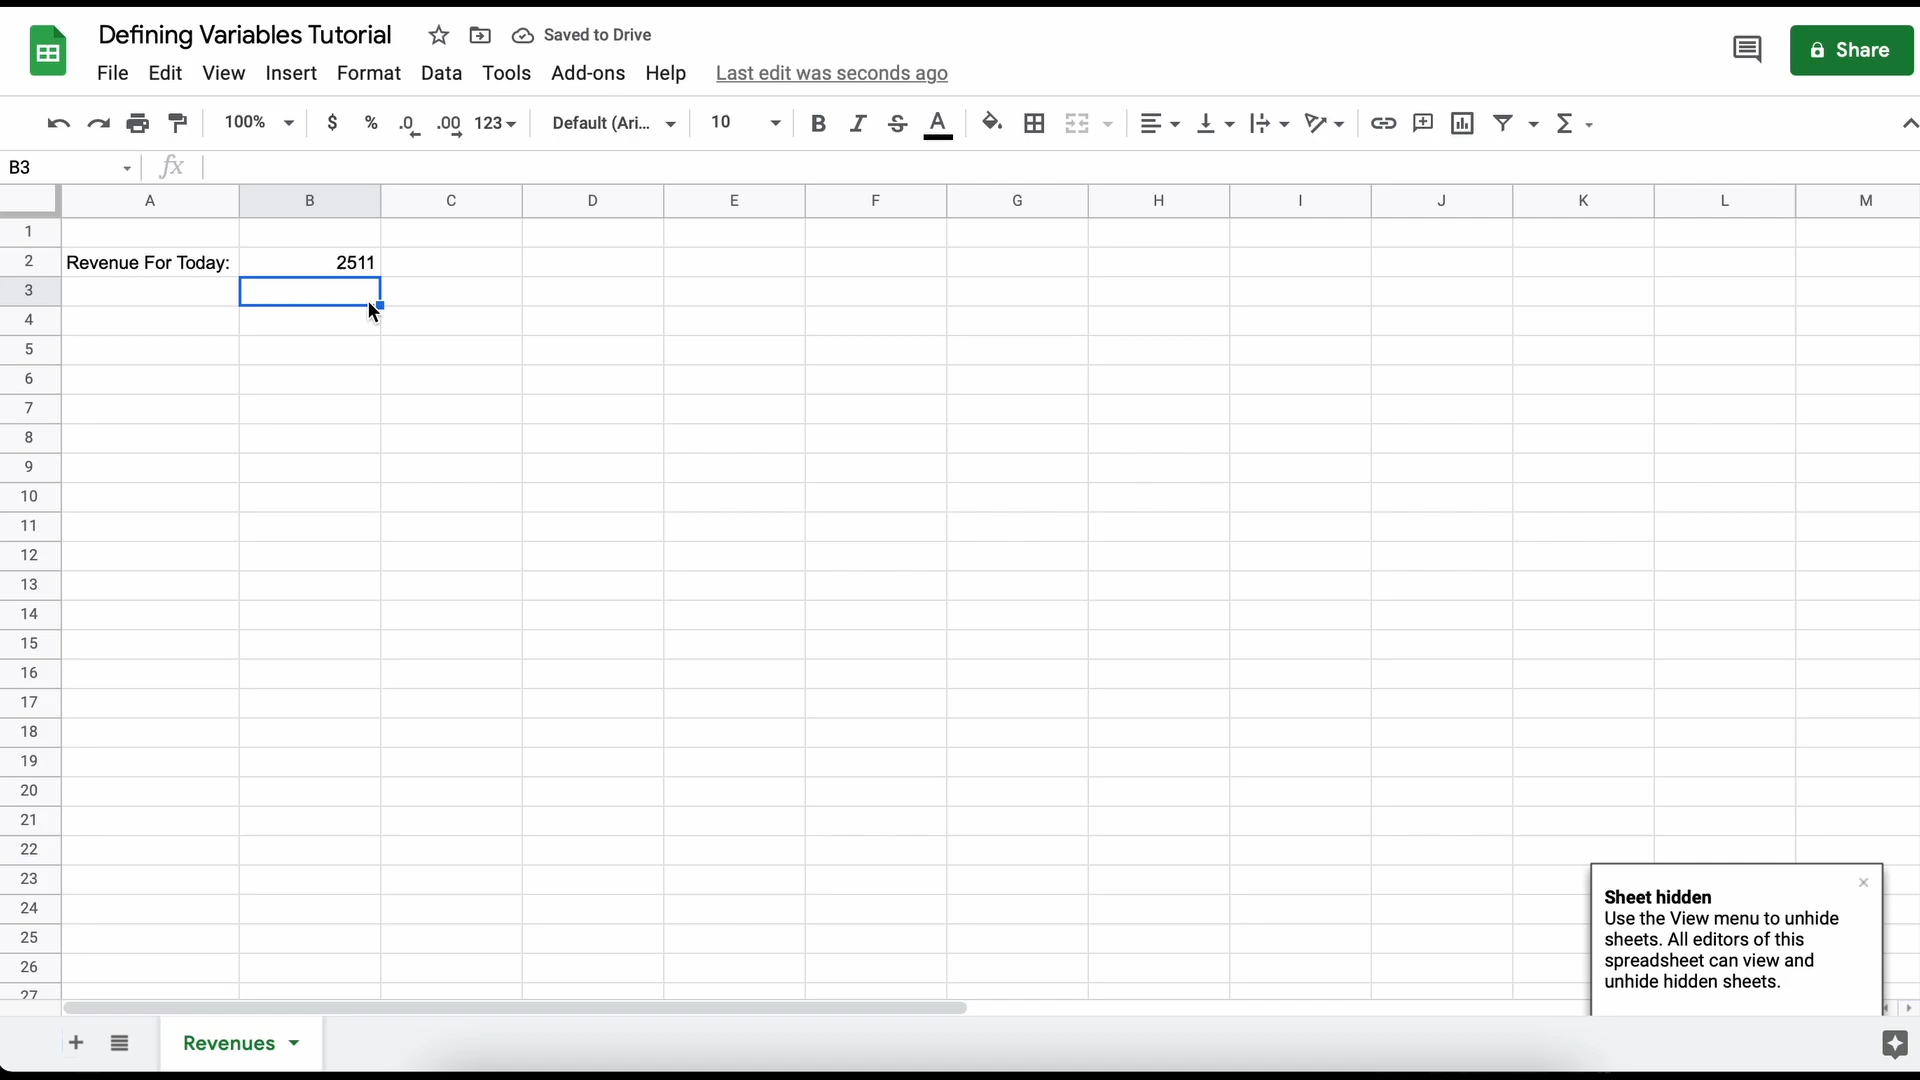 Defining Variables Tutorial
Saved to Drive
Share
File Edit View Insert Format Data Tools Add-ons Help Last edit was seconds ago
100% $ % .0 .00 123 Default (Ari... 10 B I S A Σ
B3 fx
A B C D E F G H I J K L M
1
2 Revenue For Today: 2511
3
4
5
6
7
8
9
10
11
12
13
14
15
16
17
18
19
20
21
22
23
24
25
26
27
Sheet hidden
Use the View menu to unhide
sheets. All editors of this
spreadsheet can view and
unhide hidden sheets.
Revenues